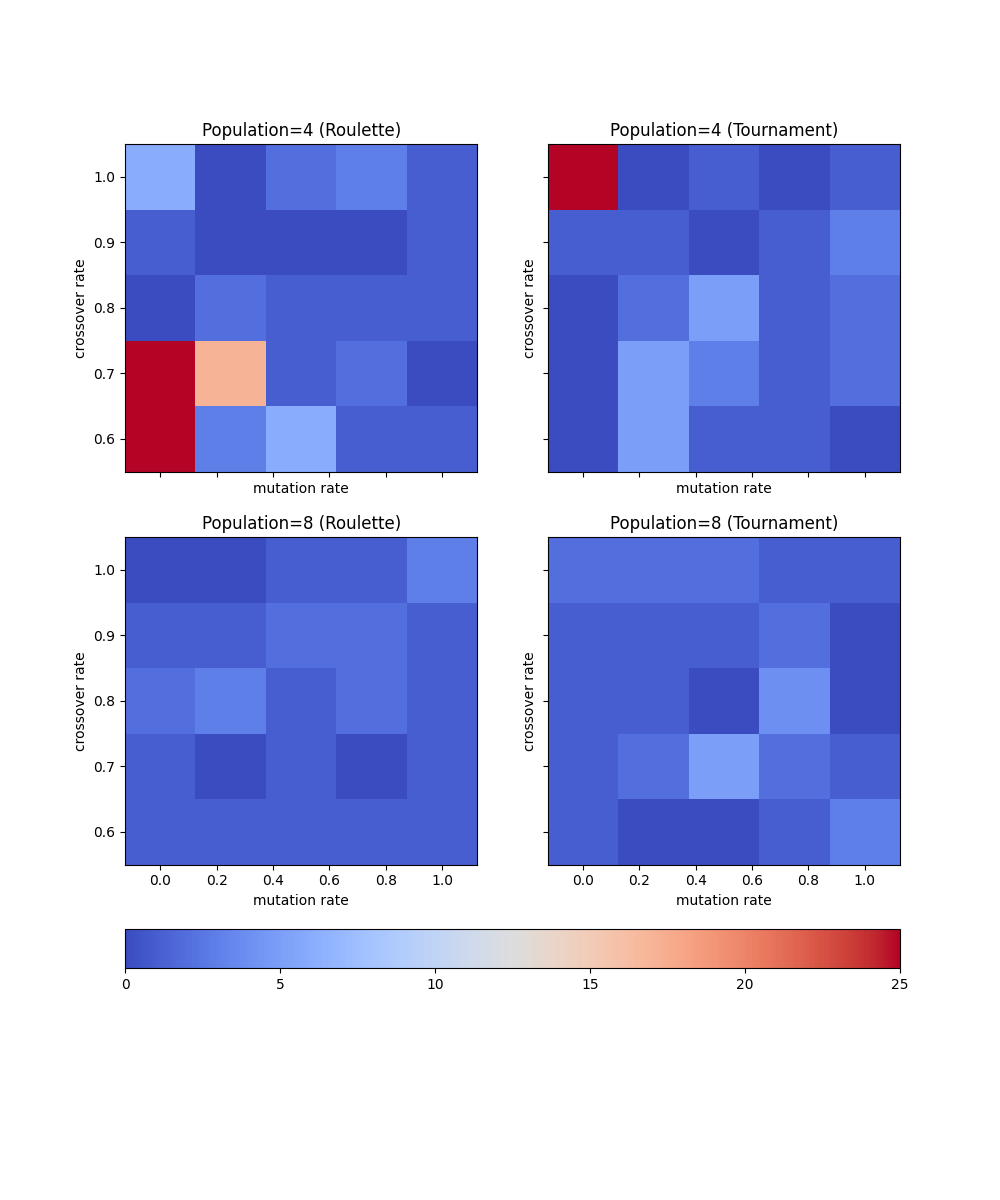 Population=4 (Roulette)
Population=4 (Tournament)
1.0
0.9
0.8
0.7
0.6
crossover rate
crossover rate
mutation rate
mutation rate
Population=8 (Roulette)
Population=8 (Tournament)
1.0
0.9
0.8
0.7
0.6
crossover rate
crossover rate
0.0 0.2 0.4 0.6 0.8 1.0
0.0 0.2 0.4 0.6 0.8 1.0
mutation rate
mutation rate
0 5 10 15 20 25